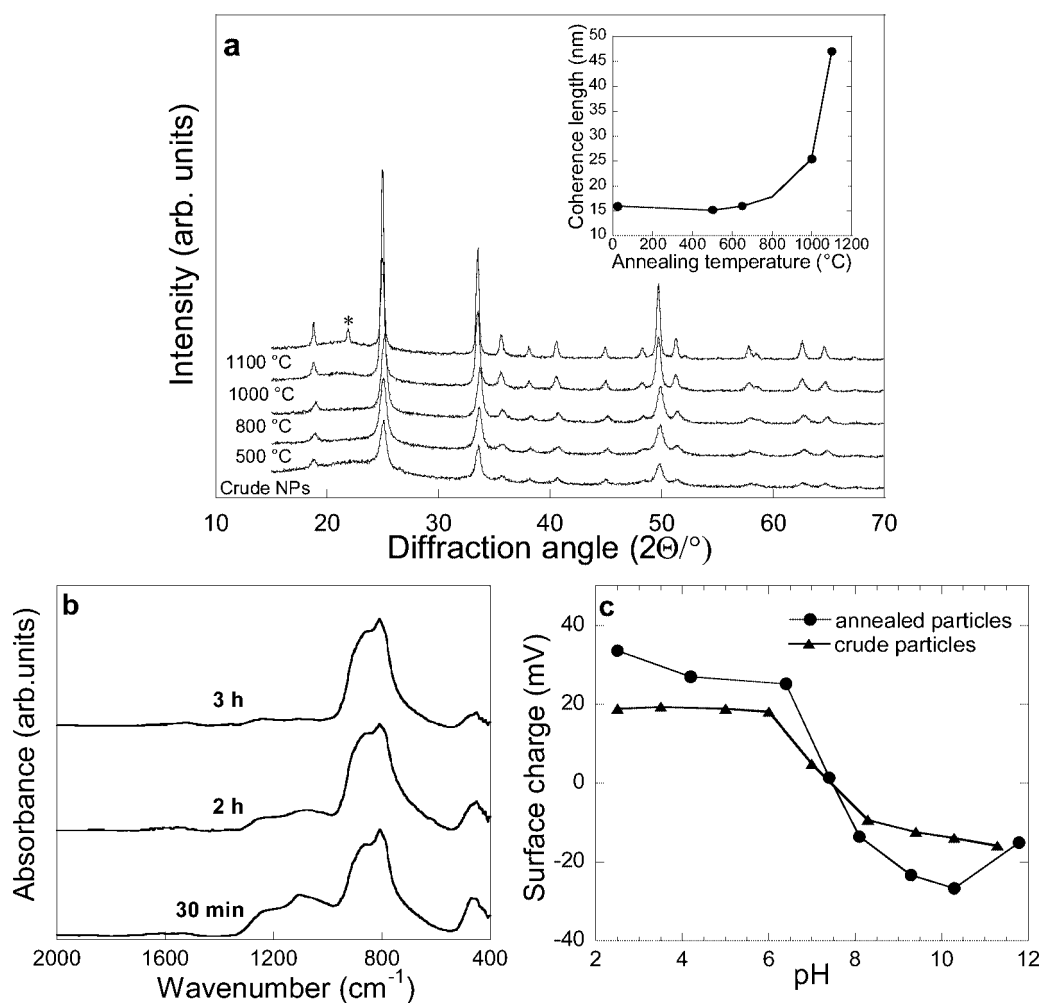 a
Intensity (arb. units)
1100 °C
1000 °C
800 °C
500 °C
Crude NPs
*
10 20 30 40 50 60 70
Diffraction angle (2Θ/°)
Coherence length (nm)
50
45
40
35
30
25
20
15
10
0 200 400 600 800 1000 1200
Annealing temperature (°C)
b
Absorbance (arb.units)
3 h
2 h
30 min
2000 1600 1200 800 400
Wavenumber (cm-1)
c
annealed particles
crude particles
Surface charge (mV)
40
20
0
-20
-40
2 4 6 8 10 12
pH